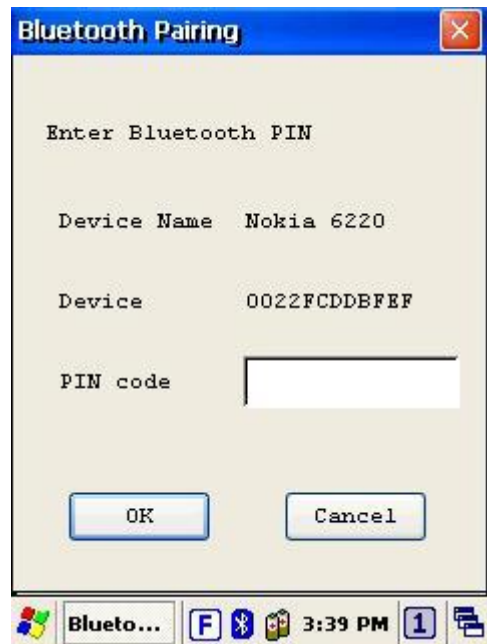 Bluetooth Pairing
Enter Bluetooth PIN
Device Name Nokia 6220
Device 0022FCDDBFEF
PIN code
OK Cancel
Blueto... F 3:39 PM 1